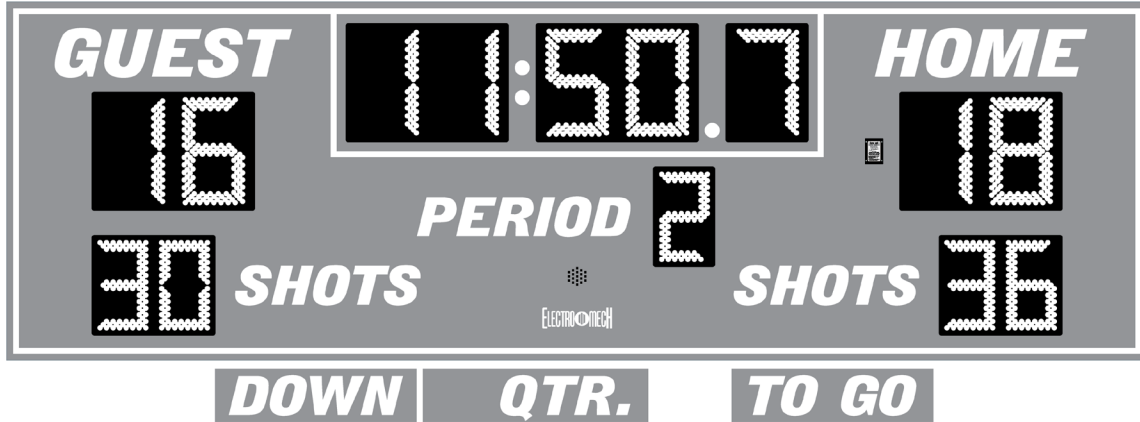 GUEST 11:50.7 HOME
16 18
PERIOD 2
30 SHOTS SHOTS 36
ELECTRO MECH
DOWN QTR. TO GO